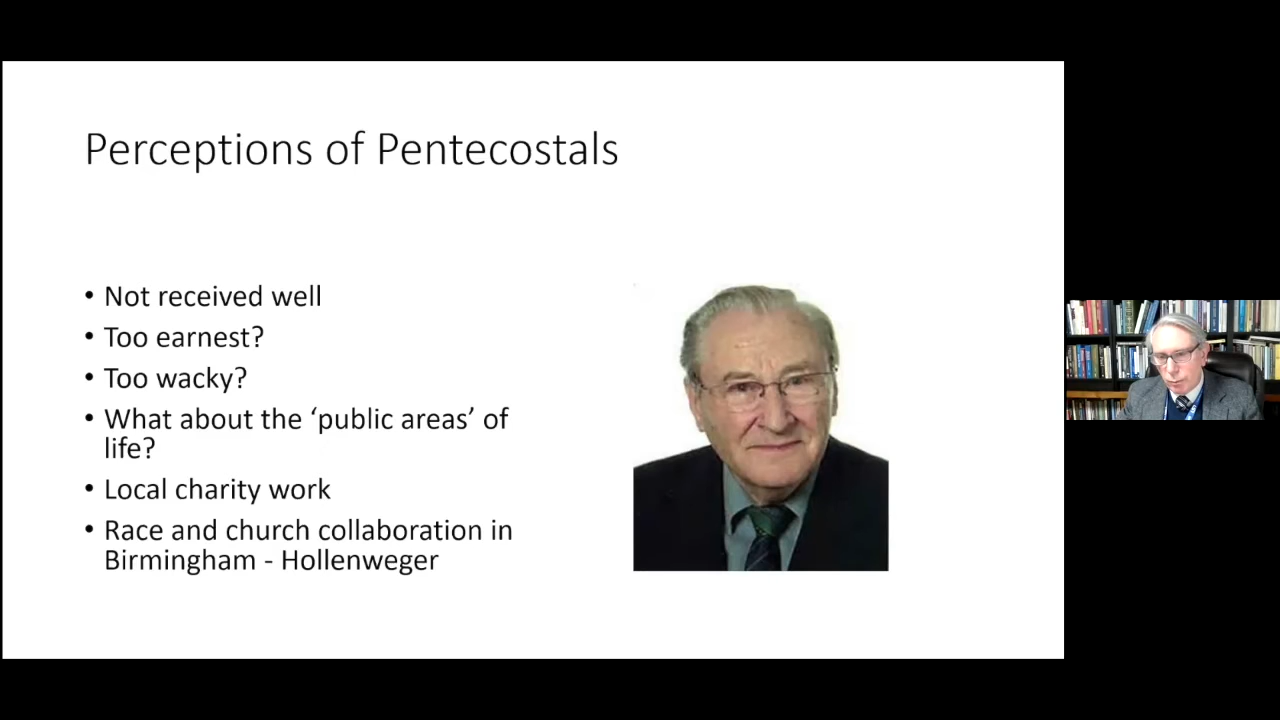 Perceptions of Pentecostals
• Not received well
• Too earnest?
• Too wacky?
• What about the ‘public areas’ of
life?
• Local charity work
• Race and church collaboration in
Birmingham - Hollenweger